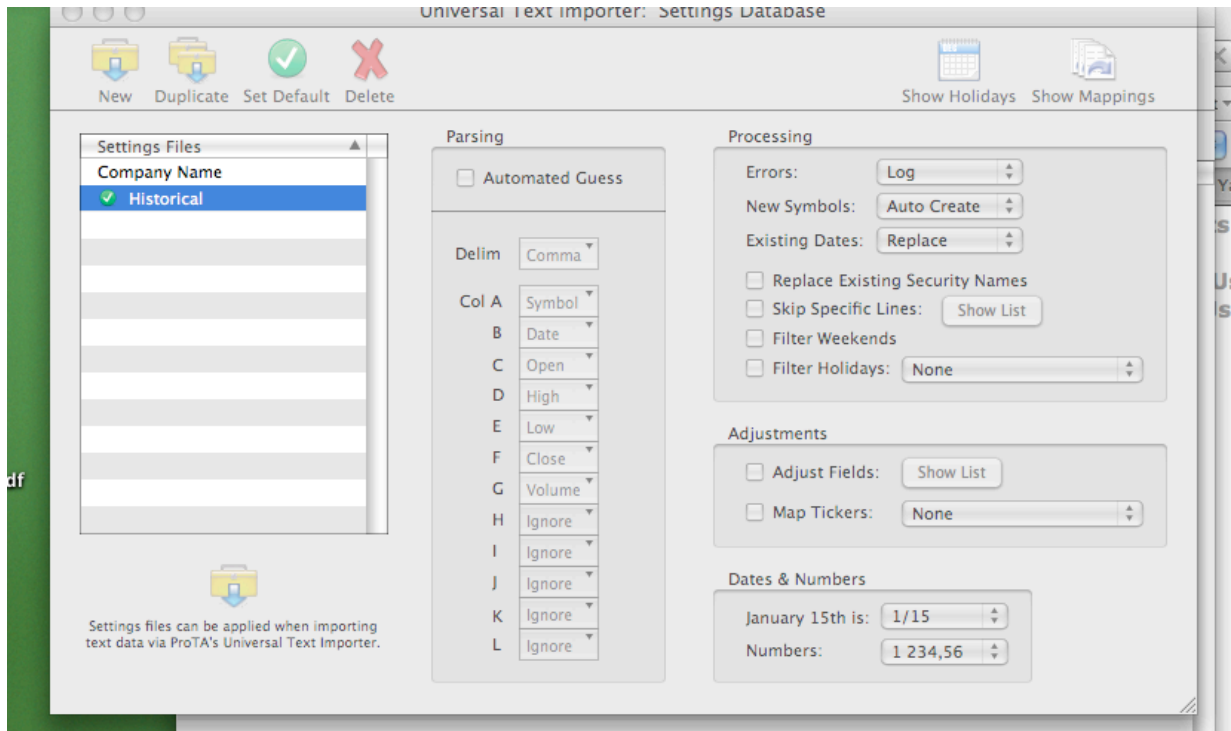 Universal Text Importer: Settings Database
New Duplicate Set Default Delete Show Holidays Show Mappings
Settings Files
Company Name
Historical
Settings files can be applied when importing
text data via ProTA's Universal Text Importer.
Parsing
Automated Guess
Delim Comma
Col A Symbol
B Date
C Open
D High
E Low
F Close
G Volume
H Ignore
I Ignore
J Ignore
K Ignore
L Ignore
Processing
Errors: Log
New Symbols: Auto Create
Existing Dates: Replace
Replace Existing Security Names
Skip Specific Lines: Show List
Filter Weekends
Filter Holidays: None
Adjustments
Adjust Fields: Show List
Map Tickers: None
Dates & Numbers
January 15th is: 1/15
Numbers: 1 234,56
df